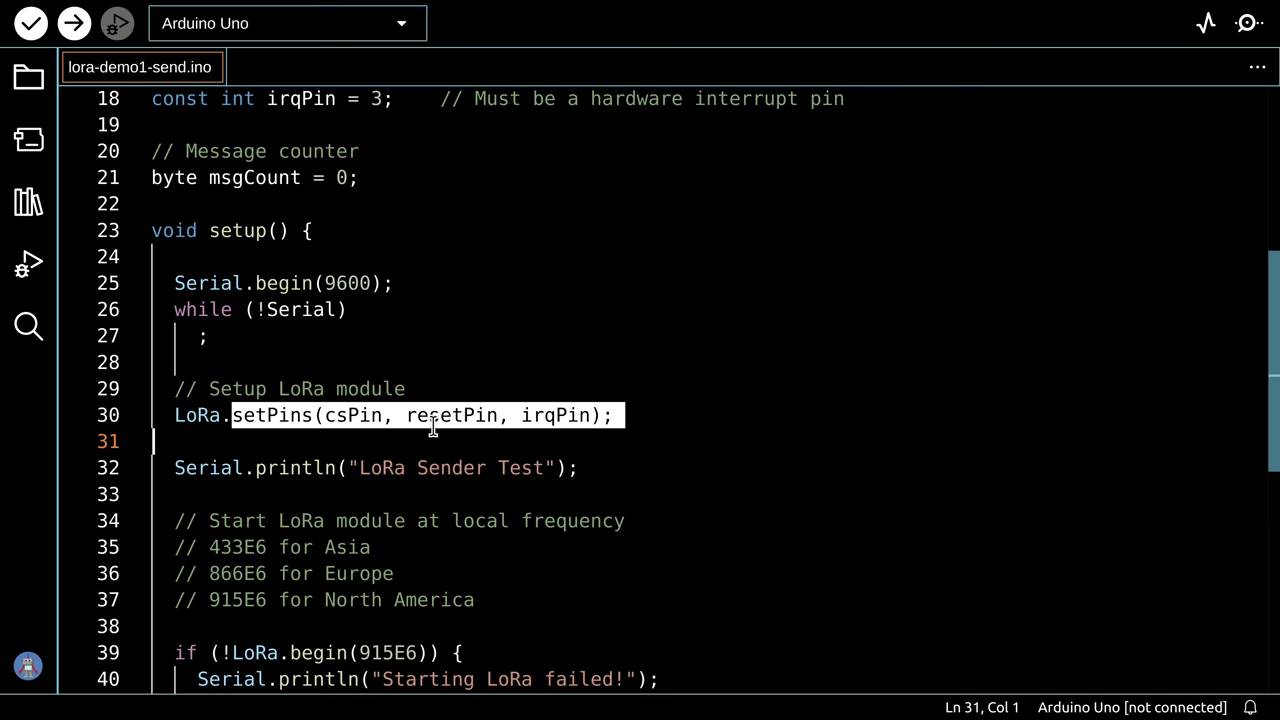 Arduino Uno
lora-demo1-send.ino
18 const int irqPin = 3; // Must be a hardware interrupt pin
19
20 // Message counter
21 byte msgCount = 0;
22
23 void setup() {
24
25 Serial.begin(9600);
26 while (!Serial)
27 ;
28
29 // Setup LoRa module
30 LoRa.setPins(csPin, resetPin, irqPin);
31
32 Serial.println("LoRa Sender Test");
33
34 // Start LoRa module at local frequency
35 // 433E6 for Asia
36 // 866E6 for Europe
37 // 915E6 for North America
38
39 if (!LoRa.begin(915E6)) {
40 Serial.println("Starting LoRa failed!");
Ln 31, Col 1 Arduino Uno [not connected]